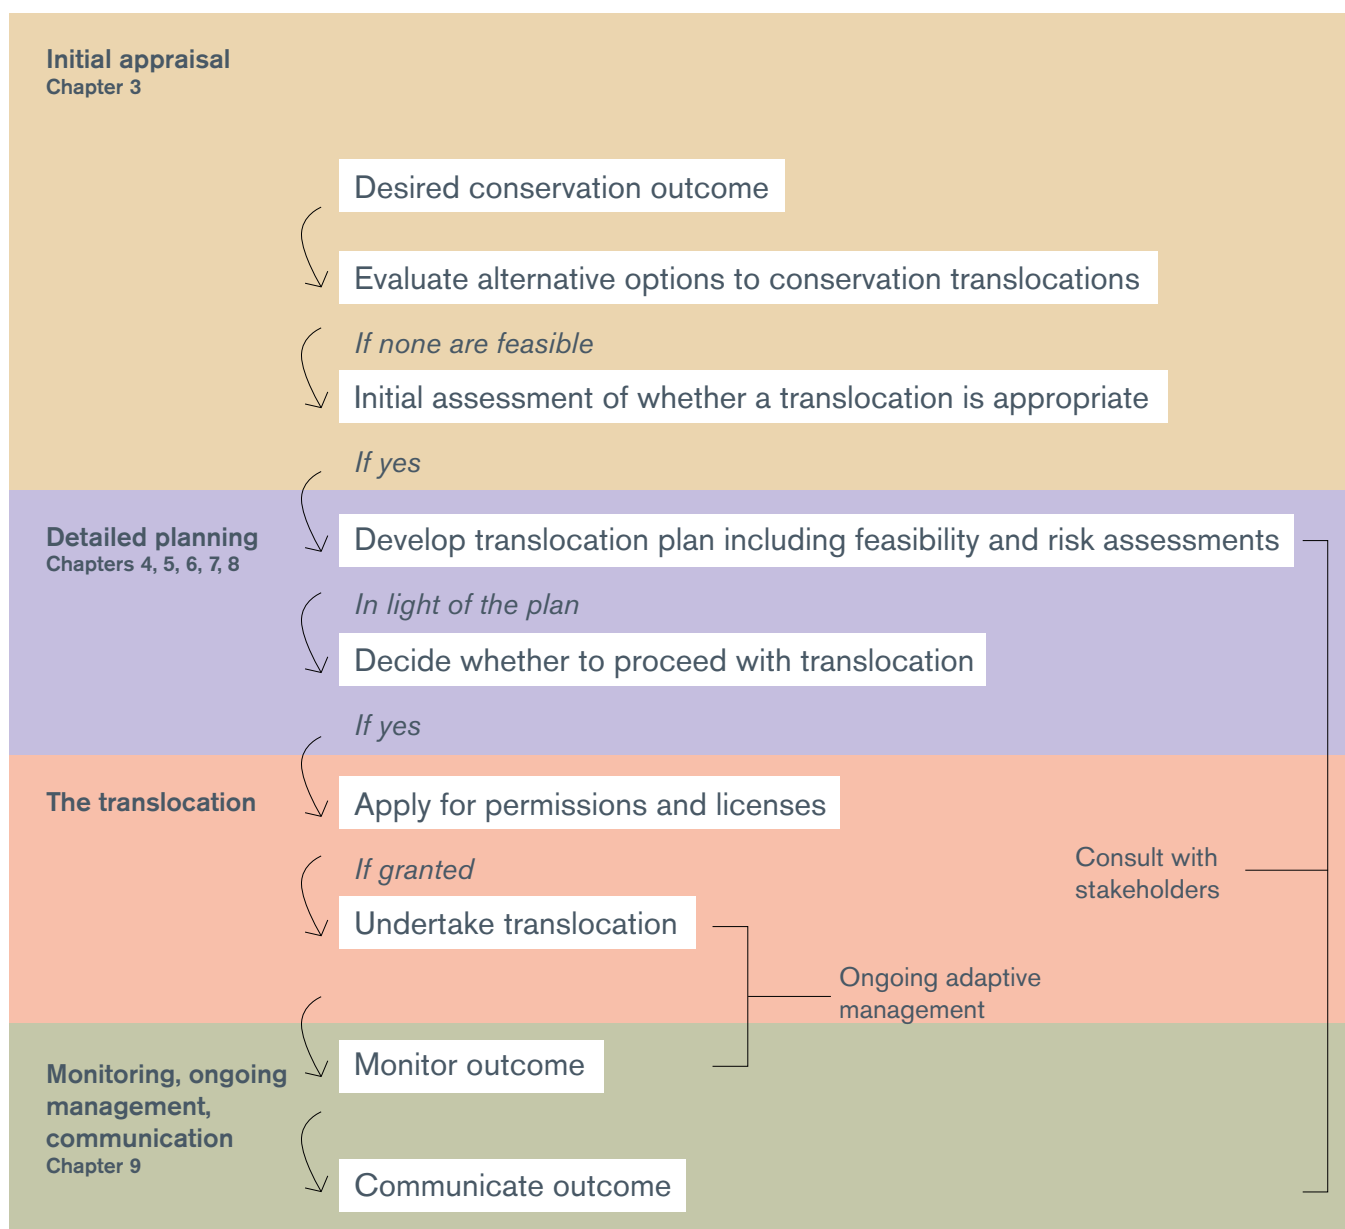 Initial appraisal
Chapter 3
Desired conservation outcome
Evaluate alternative options to conservation translocations
If none are feasible
Initial assessment of whether a translocation is appropriate
If yes
Detailed planning
Chapters 4, 5, 6, 7, 8
Develop translocation plan including feasibility and risk assessments
In light of the plan
Decide whether to proceed with translocation
If yes
The translocation
Apply for permissions and licenses
If granted
Undertake translocation
Consult with
stakeholders
Ongoing adaptive
management
Monitoring, ongoing
management,
communication
Chapter 9
Monitor outcome
Communicate outcome